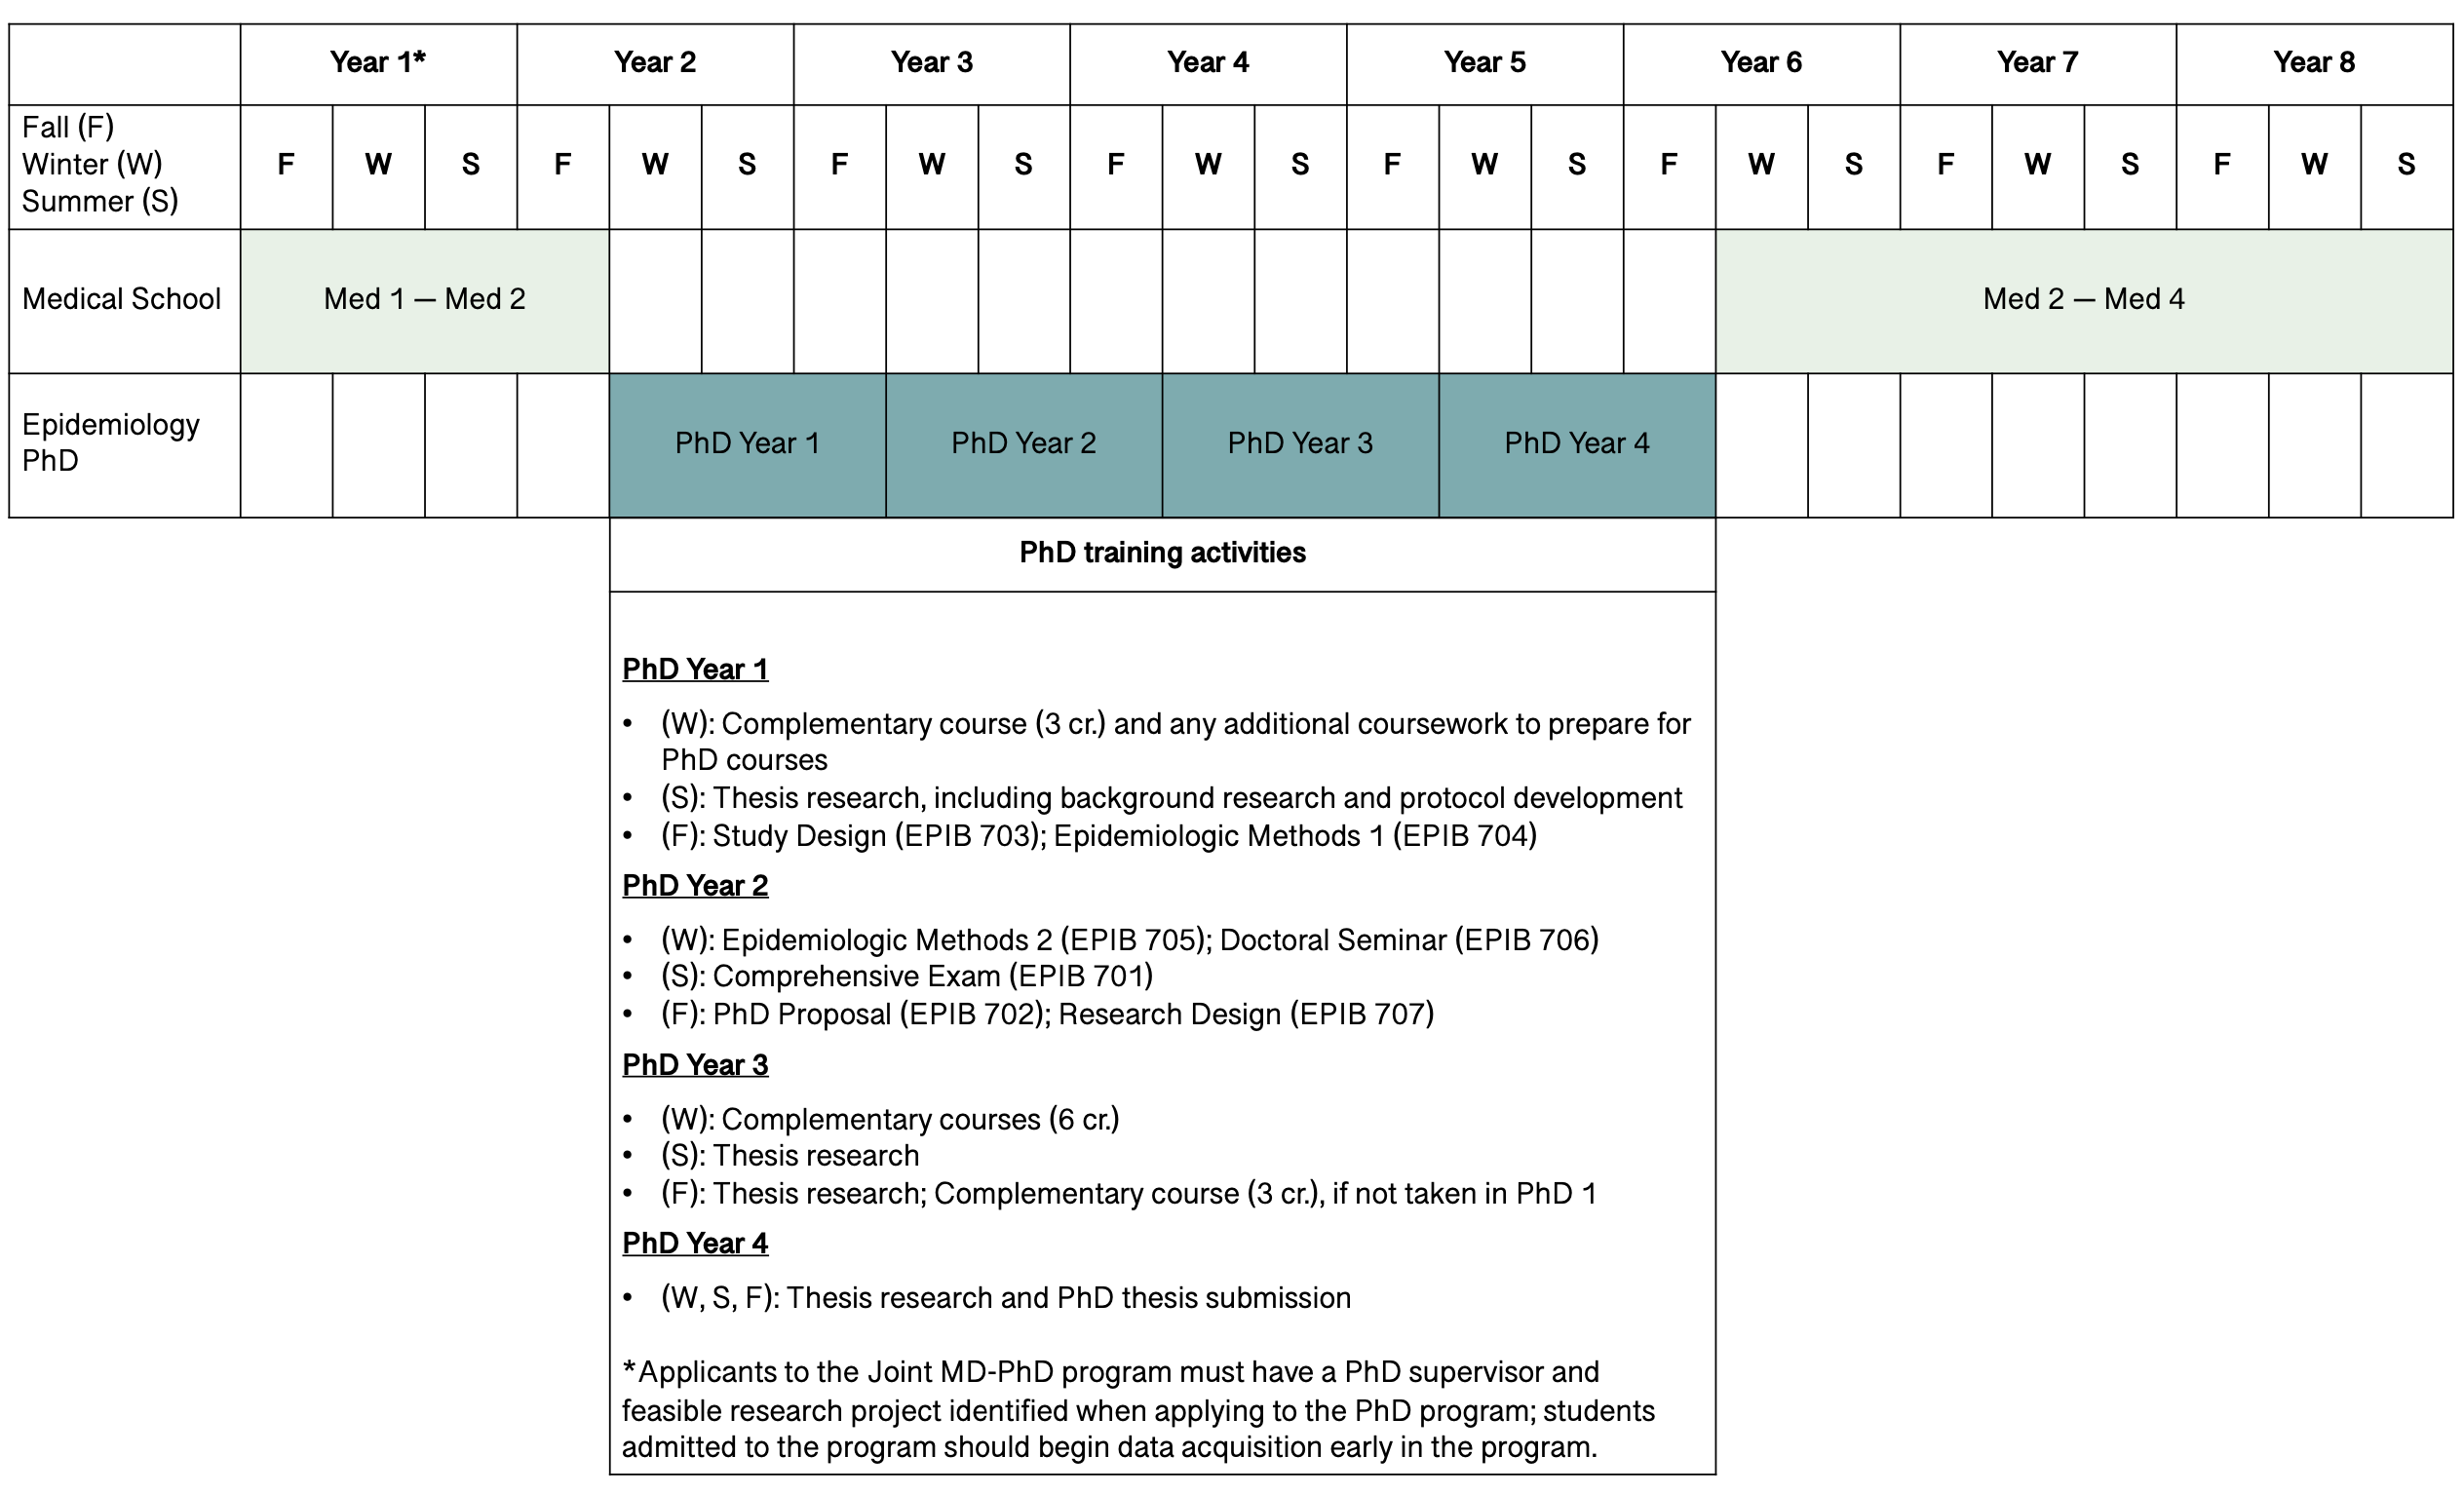 Year 1* Year 2 Year 3 Year 4 Year 5 Year 6 Year 7 Year 8
Fall (F)
Winter (W)
Summer (S)
F W S F W S F W S F W S F W S F W S F W S F W S
Medical School Med 1 — Med 2 Med 2 — Med 4
Epidemiology
PhD
PhD Year 1 PhD Year 2 PhD Year 3 PhD Year 4
PhD training activities
PhD Year 1
• (W): Complementary course (3 cr.) and any additional coursework to prepare for
PhD courses
• (S): Thesis research, including background research and protocol development
• (F): Study Design (EPIB 703); Epidemiologic Methods 1 (EPIB 704)
PhD Year 2
• (W): Epidemiologic Methods 2 (EPIB 705); Doctoral Seminar (EPIB 706)
• (S): Comprehensive Exam (EPIB 701)
• (F): PhD Proposal (EPIB 702); Research Design (EPIB 707)
PhD Year 3
• (W): Complementary courses (6 cr.)
• (S): Thesis research
• (F): Thesis research; Complementary course (3 cr.), if not taken in PhD 1
PhD Year 4
• (W, S, F): Thesis research and PhD thesis submission
*Applicants to the Joint MD-PhD program must have a PhD supervisor and
feasible research project identified when applying to the PhD program; students
admitted to the program should begin data acquisition early in the program.